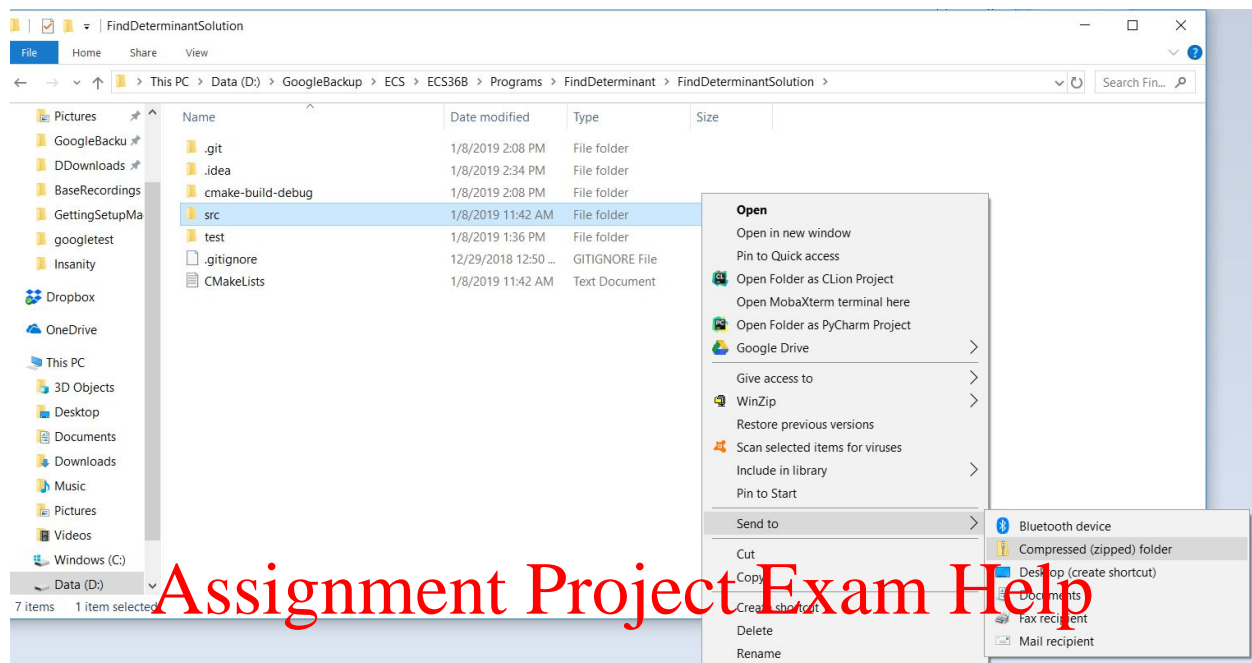 FindDeterminantSolution
File Home Share View
This PC > Data (D:) > GoogleBackup > ECS > ECS36B > Programs > FindDeterminant > FindDeterminantSolution >
Search Fin...
Name Date modified Type Size
Pictures
GoogleBacku
DDownloads
BaseRecordings
GettingSetupMa
googletest
Insanity
Dropbox
OneDrive
This PC
3D Objects
Desktop
Documents
Downloads
Music
Pictures
Videos
Windows (C:)
Data (D:)
.git 1/8/2019 2:08 PM File folder
.idea 1/8/2019 2:34 PM File folder
cmake-build-debug 1/8/2019 2:08 PM File folder
src 1/8/2019 11:42 AM File folder
test 1/8/2019 1:36 PM File folder
.gitignore 12/29/2018 12:50 ... GITIGNORE File
CMakeLists 1/8/2019 11:42 AM Text Document
Open
Open in new window
Pin to Quick access
Open Folder as CLion Project
Open MobaXterm terminal here
Open Folder as PyCharm Project
Google Drive
Give access to
WinZip
Restore previous versions
Scan selected items for viruses
Include in library
Pin to Start
Send to
Cut
Copy
Create shortcut
Delete
Rename
Bluetooth device
Compressed (zipped) folder
Desktop (create shortcut)
Documents
Fax recipient
Mail recipient
7 items 1 item selected
Assignment Project Exam Help